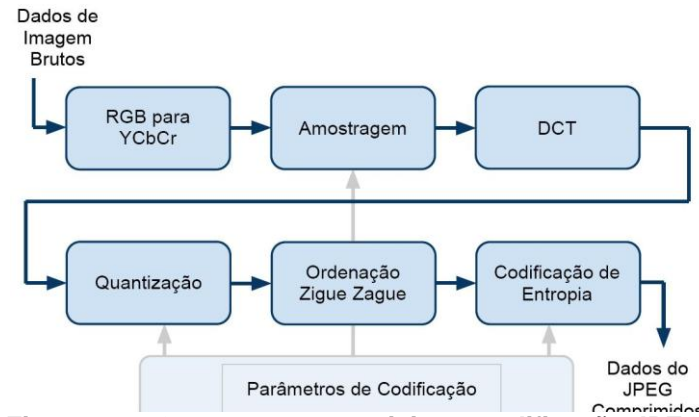 Dados de
Imagem
Brutos
RGB para
YCbCr
Amostragem
DCT
Quantização
Ordenação
Zigue Zague
Codificação de
Entropia
Parâmetros de Codificação
Dados do
JPEG
Comprimidos